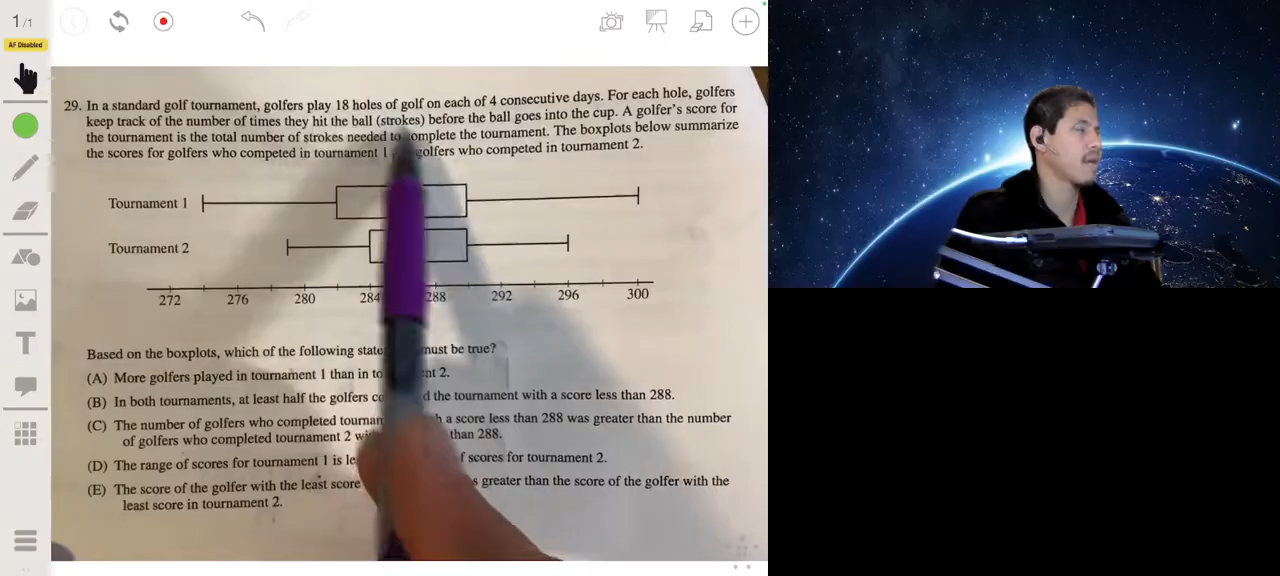 1/1
AF Disabled
29. In a standard golf tournament, golfers play 18 holes of golf on each of 4 consecutive days. For each hole, golfers
keep track of the number of times they hit the ball (strokes) before the ball goes into the cup. A golfer's score for
the tournament is the total number of strokes needed to complete the tournament. The boxplots below summarize
the scores for golfers who competed in tournament 1 golfers who competed in tournament 2.
Tournament 1
Tournament 2
272 276 280 284 288 292 296 300
Based on the boxplots, which of the following must be true?
(A) More golfers played in tournament 1 than in 2.
(B) In both tournaments, at least half the golfers the tournament with a score less than 288.
(C) The number of golfers who completed a score less than 288 was greater than the number
of golfers who completed tournament 2 than 288.
(D) The range of scores for tournament 1 is scores for tournament 2.
(E) The score of the golfer with the least score greater than the score of the golfer with the
least score in tournament 2.
T